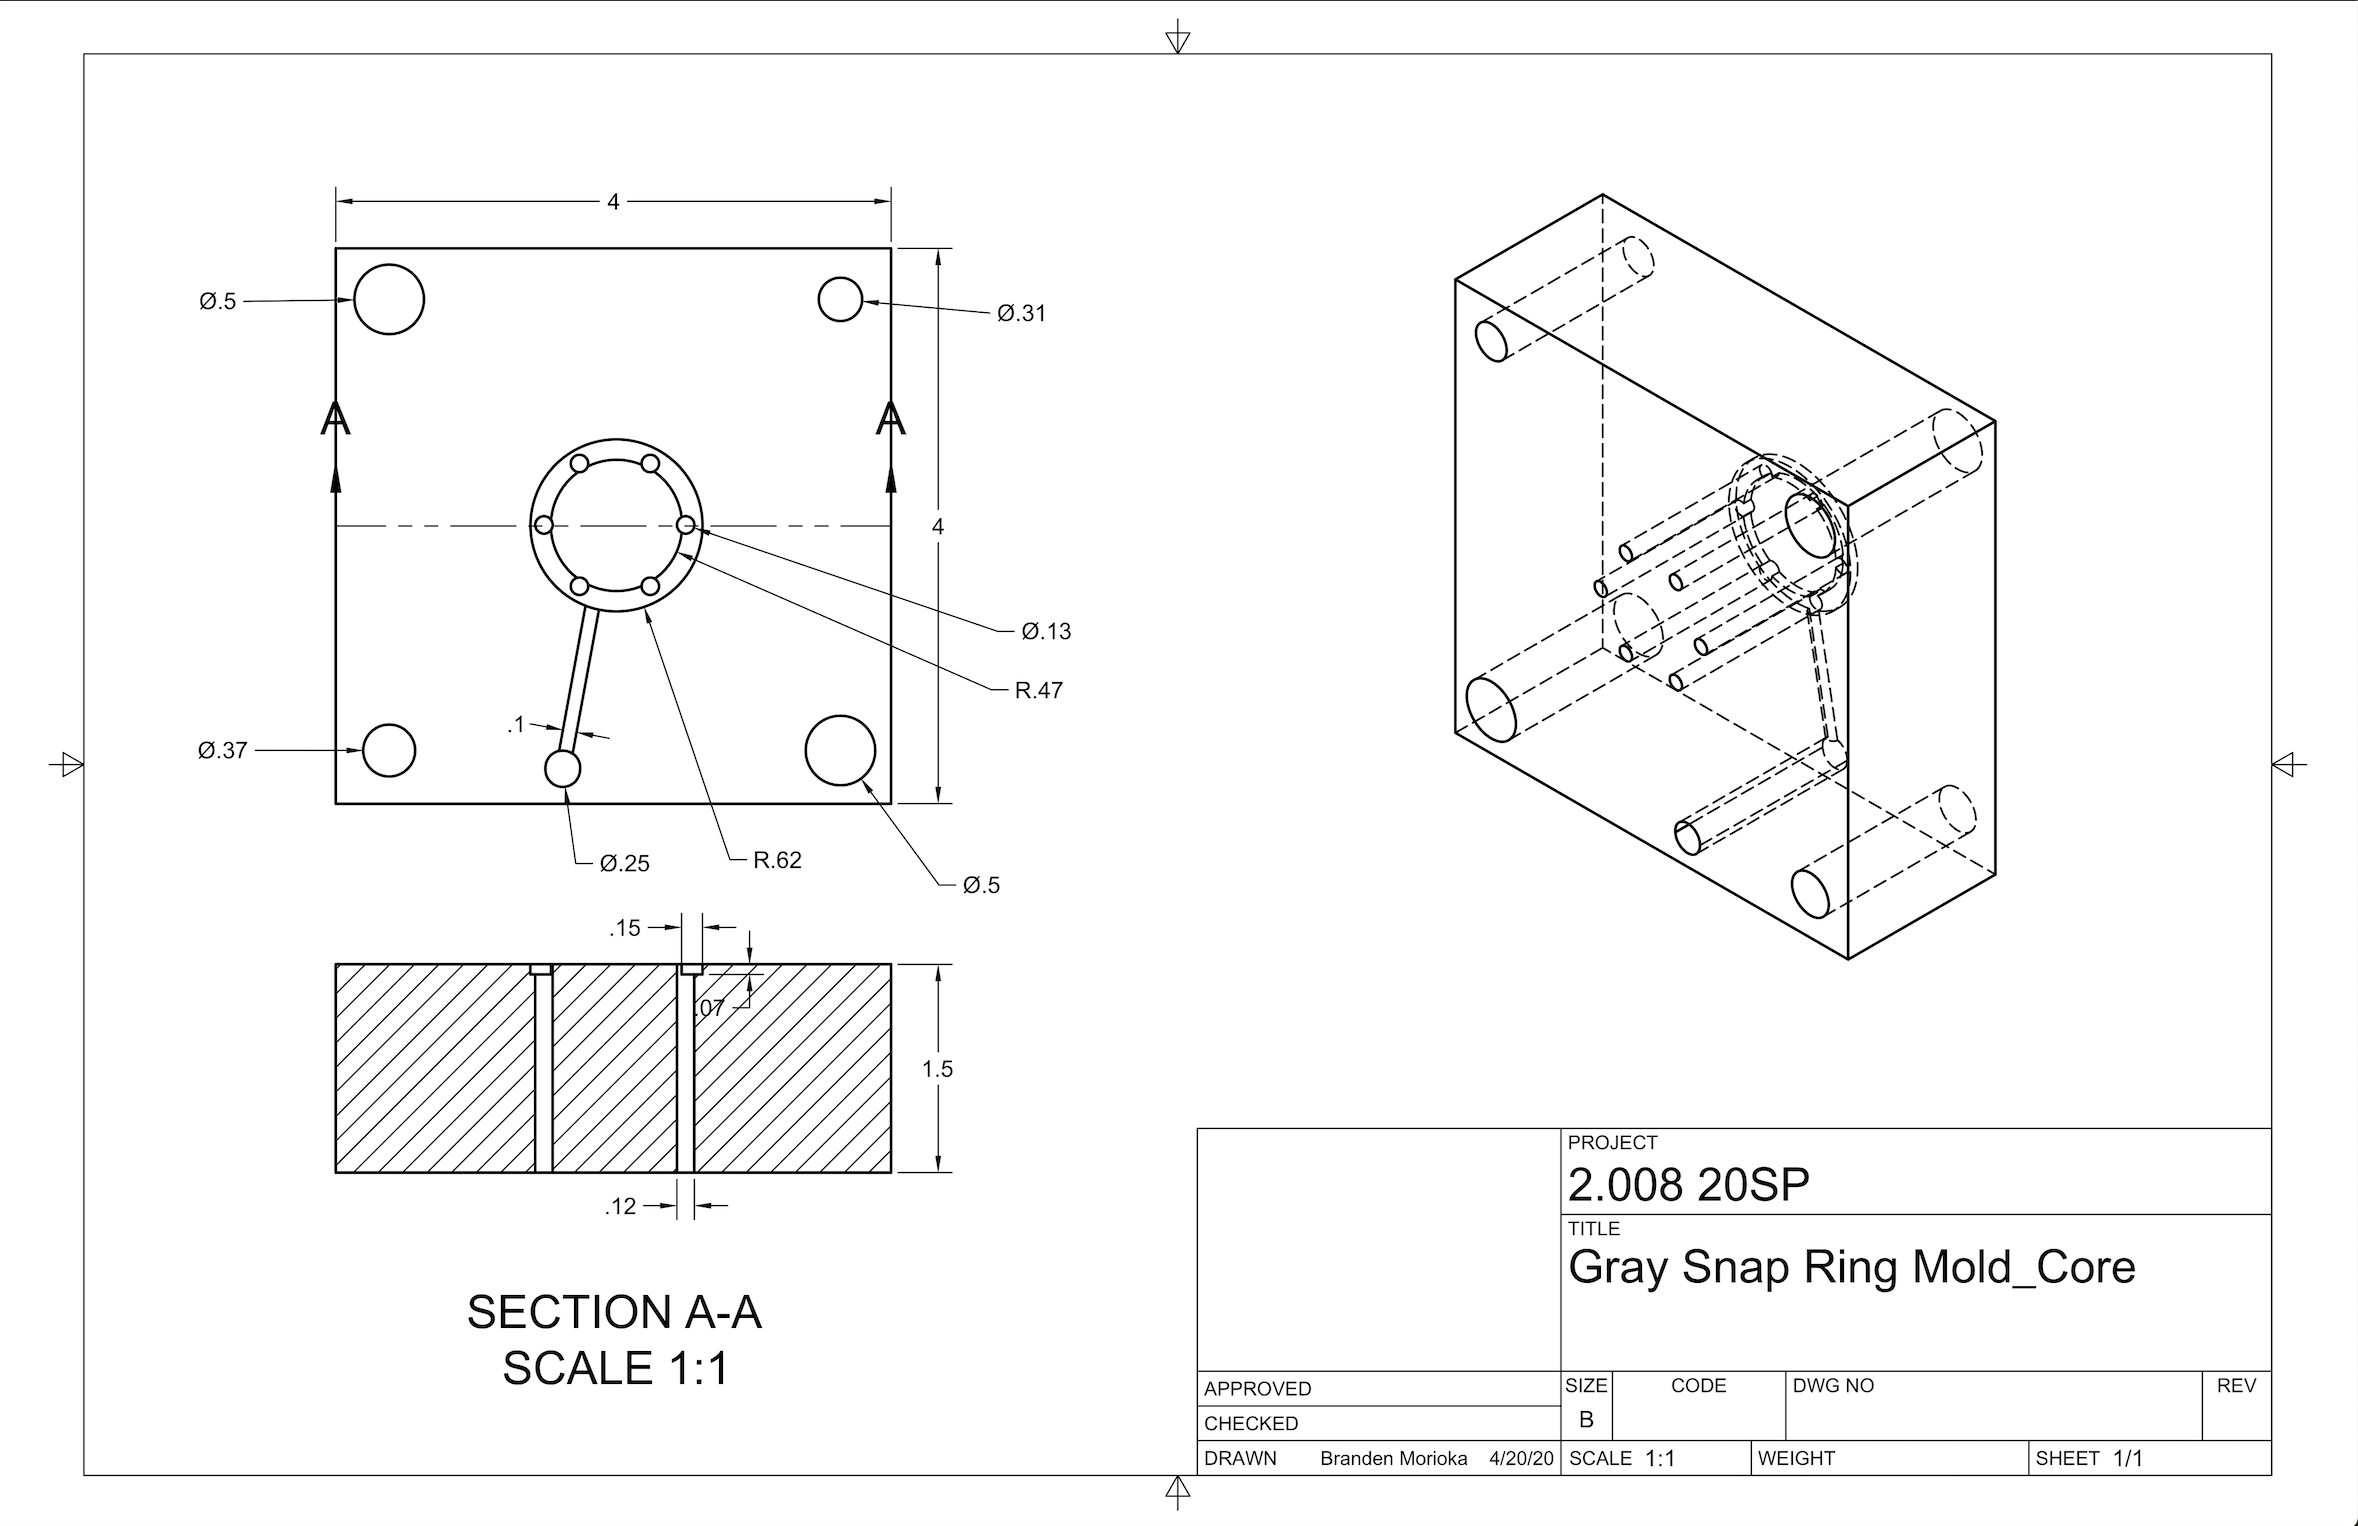 4
Ø.5
Ø.31
A
A
4
Ø.13
R.47
.1
Ø.37
Ø.25
R.62
Ø.5
.15
.07
1.5
.12
SECTION A-A
SCALE 1:1
PROJECT
2.008 20SP
TITLE
Gray Snap Ring Mold_Core
APPROVED
CHECKED
DRAWN Branden Morioka 4/20/20
SIZE
B
CODE
DWG NO
REV
SCALE 1:1
WEIGHT
SHEET 1/1